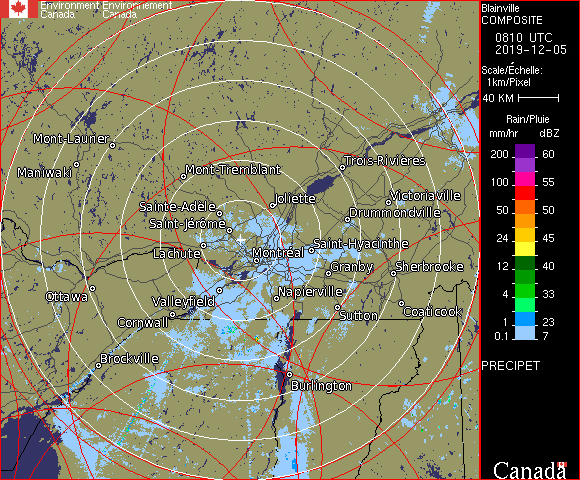 Environment Environnement
Canada Canada
Blainville
COMPOSITE
0810 UTC
2019-12-05
Scale/Échelle:
1km/Pixel
40 KM
Rain/Pluie
mm/hr dBZ
200 60
100 55
50 50
24 45
12 40
4 33
1 23
0.1 7
PRECIPET
Canada
Mont-Laurier
Maniwaki
Mont-Tremblant
Trois-Rivières
Sainte-Adèle
Joliette
Victoriaville
Drummondville
Saint-Jérôme
Saint-Hyacinthe
Lachute
Montréal
Granby
Sherbrooke
Ottawa
Valleyfield
Napierville
Cornwall
Sutton
Coaticook
Brockville
Burlington